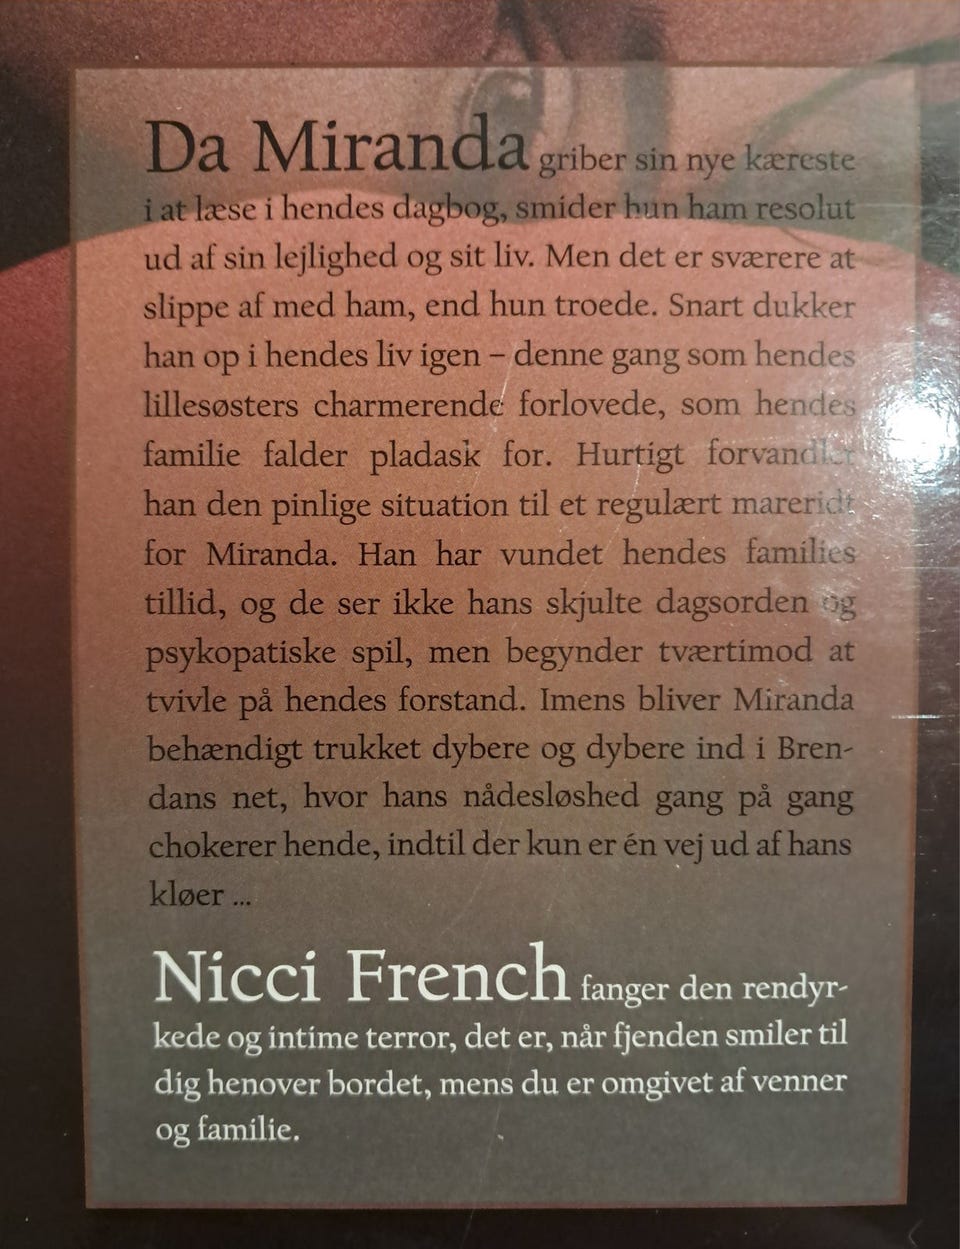 Da Miranda griber sin nye kæreste
i at læse i hendes dagbog, smider hun ham resolut
ud af sin lejlighed og sit liv. Men det er sværere at
slippe af med ham, end hun troede. Snart dukker
han op i hendes liv igen – denne gang som hendes
lillesøsters charmerende forlovede, som hendes
familie falder pladask for. Hurtigt forvandler
han den pinlige situation til et regulært mareridt
for Miranda. Han har vundet hendes families
tillid, og de ser ikke hans skjulte dagsorden og
psykopatiske spil, men begynder tværtimod at
tvivle på hendes forstand. Imens bliver Miranda
behændigt trukket dybere og dybere ind i Bren-
dans net, hvor hans nådesløshed gang på gang
chokerer hende, indtil der kun er én vej ud af hans
kløer ...
Nicci French fanger den rendyr-
kede og intime terror, det er, når fjenden smiler til
dig henover bordet, mens du er omgivet af venner
og familie.